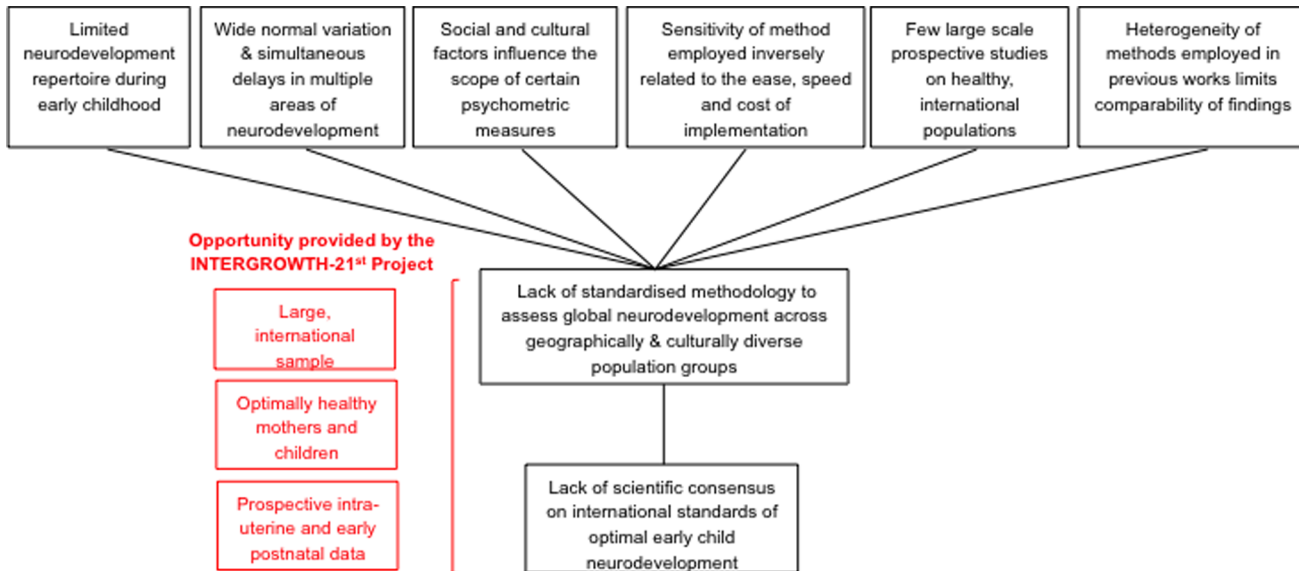 Limited
neurodevelopment
repertoire during
early childhood
Wide normal variation
& simultaneous
delays in multiple
areas of
neurodevelopment
Social and cultural
factors influence the
scope of certain
psychometric
measures
Sensitivity of method
employed inversely
related to the ease, speed
and cost of
implementation
Few large scale
prospective studies
on healthy,
international
populations
Heterogeneity of
methods employed in
previous works limits
comparability of findings
Opportunity provided by the
INTERGROWTH-21st Project
Large,
international
sample
Optimally healthy
mothers and
children
Prospective intra-
uterine and early
postnatal data
Lack of standardised methodology to
assess global neurodevelopment across
geographically & culturally diverse
population groups
Lack of scientific consensus
on international standards of
optimal early child
neurodevelopment